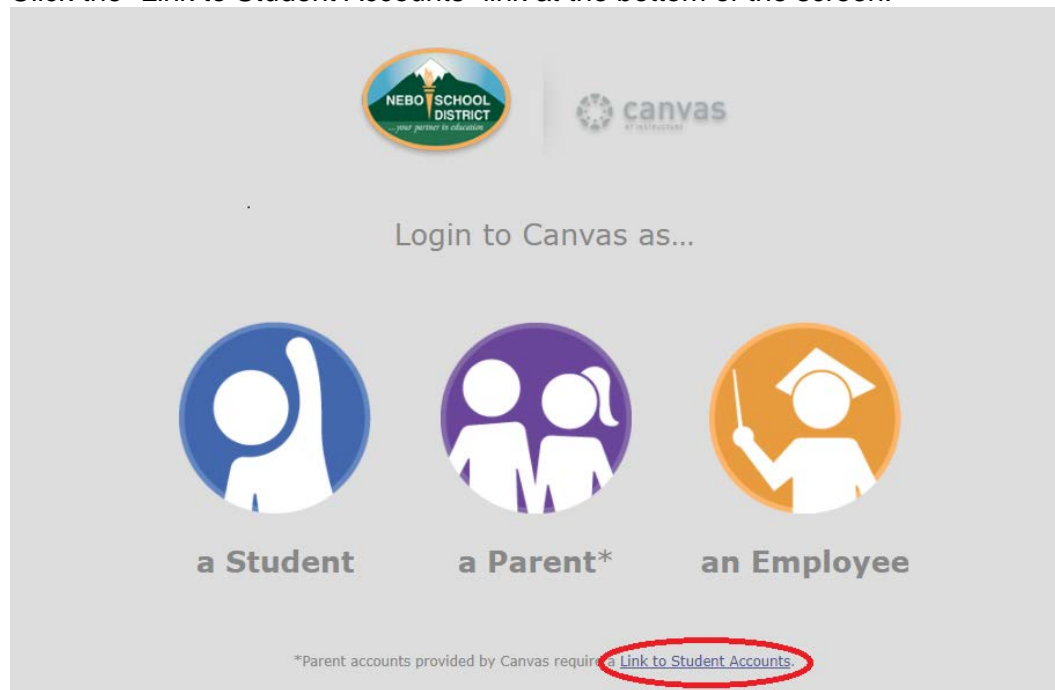 Click the "Link to Student Accounts" link at the bottom of the screen.
NEBO SCHOOL
DISTRICT
...your partner in education
canvas
BY INSTRUCTURE
Login to Canvas as...
a Student a Parent* an Employee
*Parent accounts provided by Canvas require a Link to Student Accounts.